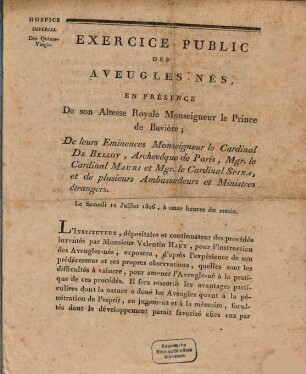 HOSPICE
IMPÉRIAL
Des Quinze-
Vingts.
EXERCICE PUBLIC
DES
AVEUGLES-NÉS,
EN PRÉSENCE
De son Altesse Royale Monseigneur le Prince
de Bavière;
De leurs Eminences Monseigneur le Cardinal
DE BELLOY, Archevêque de Paris, Mgr. le
Cardinal MAURI et Mgr. le Cardinal SPINA,
et de plusieurs Ambassadeurs et Ministres
étrangers.
Le Samedi 12 Juillet 1806, à onze heures du matin.
L'INSTITUTEUR, dépositaire et continuateur des procédés
inventés par Monsieur Valentin HAUY, pour l'instruction
des Aveugles-nés, exposera, d'après l'expérience de son
prédécesseur et ses propres observations, quelles sont les
difficultés à vaincre, pour amener l'Aveugle-né à la prati-
que de ces procédés. Il fera ressortir les avantages parti-
culiers dont la nature a doué les Aveugles quant à la pé-
nétration de l'esprit, au jugement et à la mémoire, facul-
tés dont le développement paraît favorisé chez eux par
Bayerische
Staatsbibliothek
München